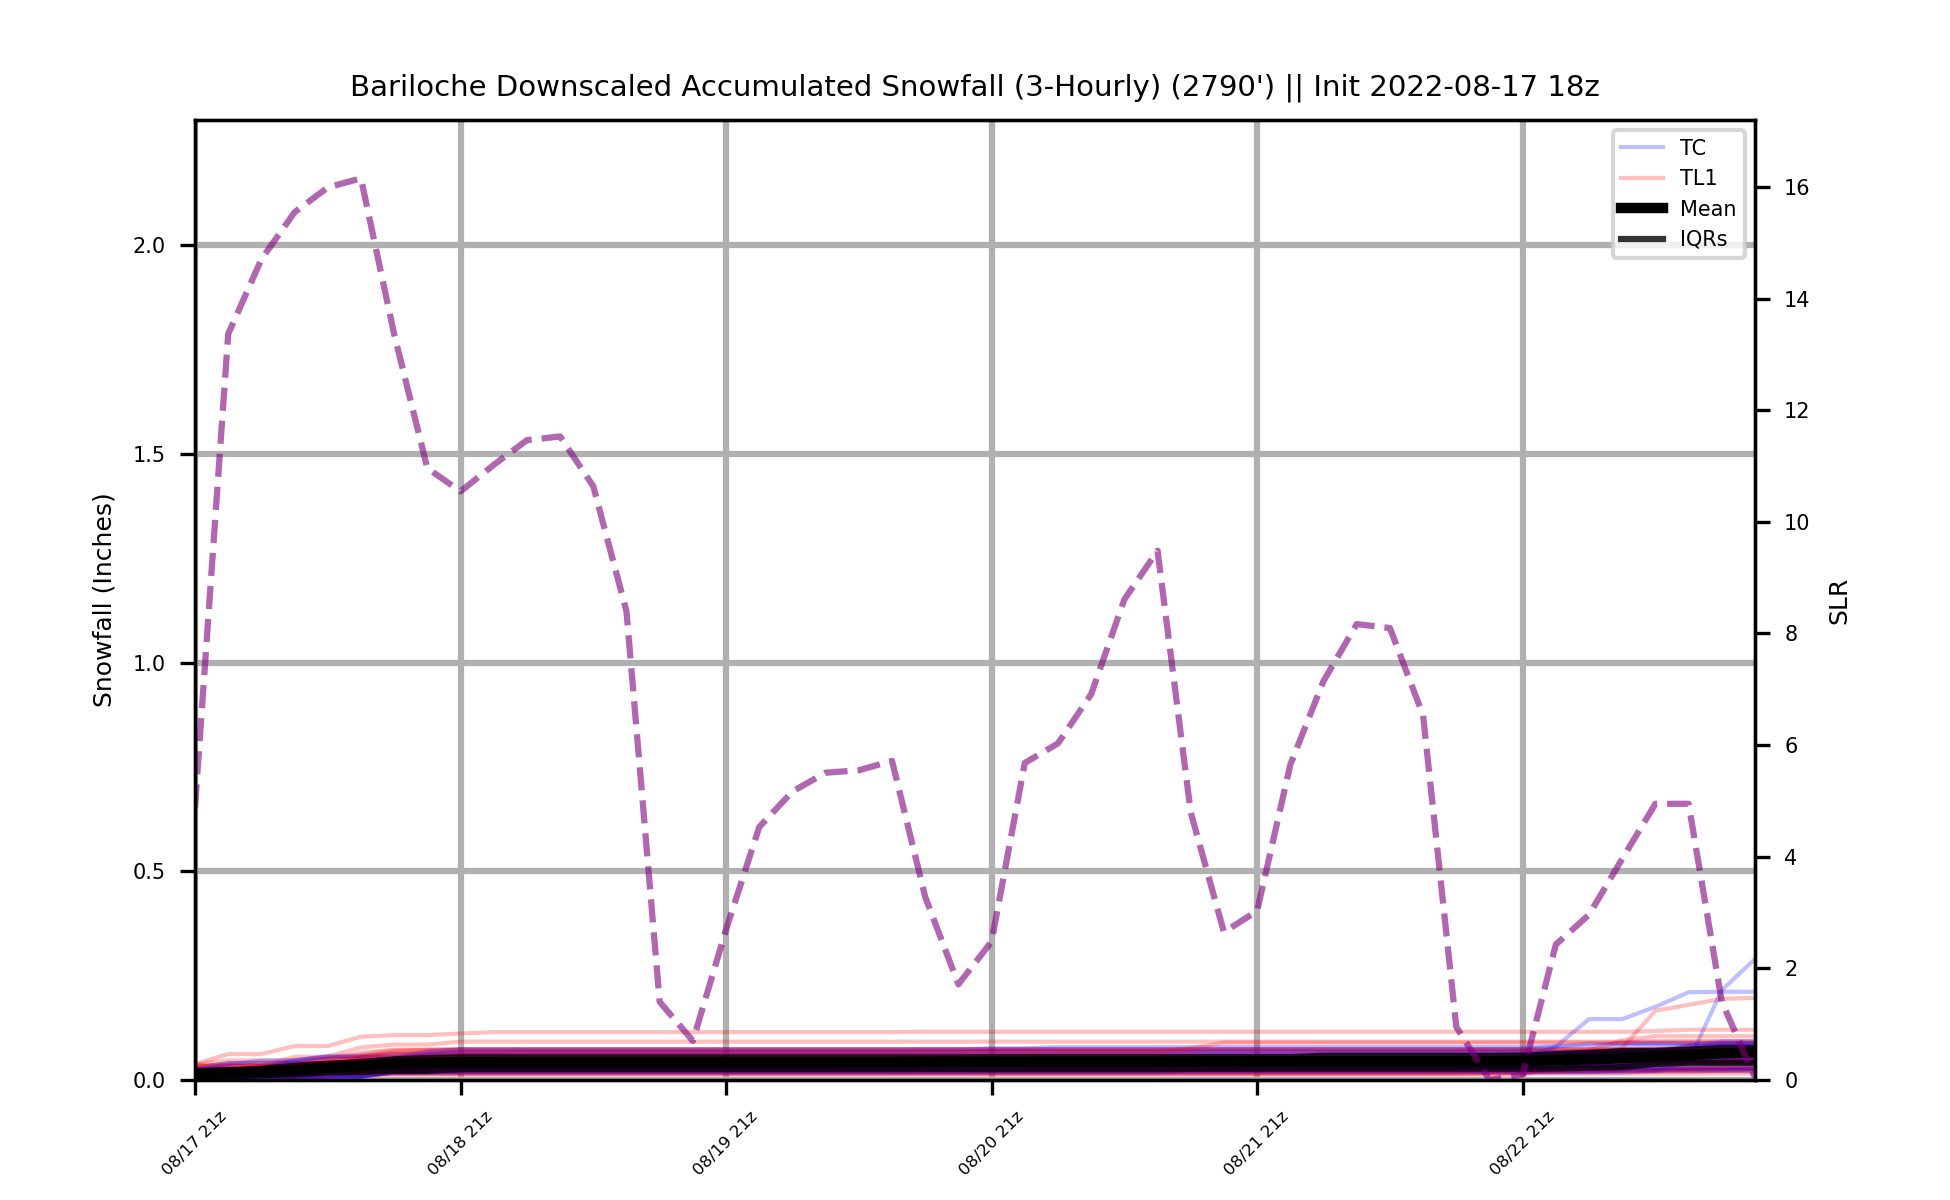 Bariloche Downscaled Accumulated Snowfall (3-Hourly) (2790') || Init 2022-08-17 18z
TC
TL1
Mean
IQRs
Snowfall (Inches)
2.0
1.5
1.0
0.5
0.0
16
14
12
10
8
6
4
2
0
SLR
08/17 21z
08/18 21z
08/19 21z
08/20 21z
08/21 21z
08/22 21z